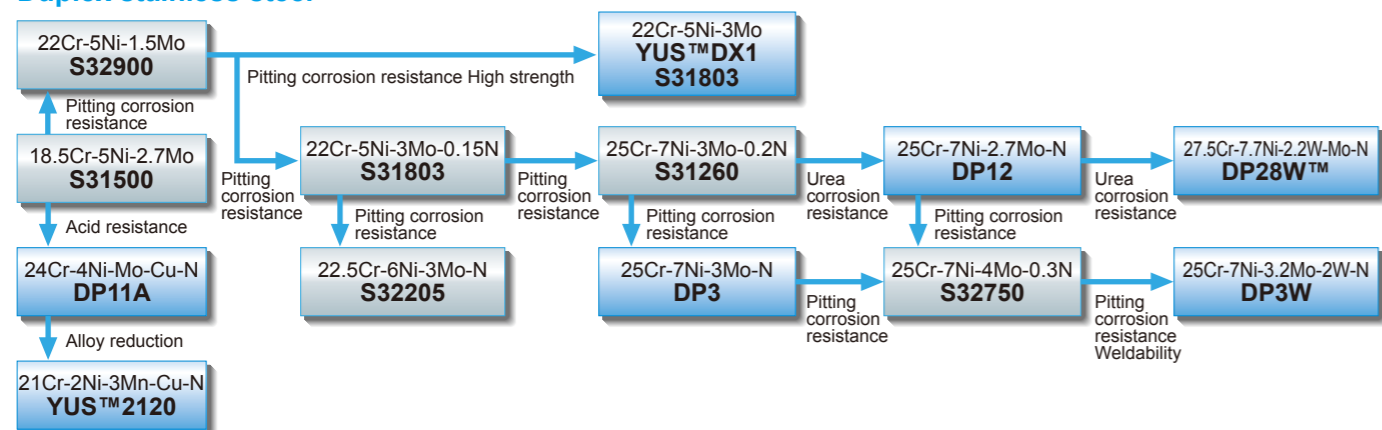 Duplex stainless steel
22Cr-5Ni-1.5Mo
S32900
22Cr-5Ni-3Mo
YUS™DX1
S31803
Pitting corrosion resistance High strength
Pitting corrosion
resistance
18.5Cr-5Ni-2.7Mo
S31500
Pitting
corrosion
resistance
22Cr-5Ni-3Mo-0.15N
S31803
Pitting
corrosion
resistance
25Cr-7Ni-3Mo-0.2N
S31260
Urea
corrosion
resistance
25Cr-7Ni-2.7Mo-N
DP12
Urea
corrosion
resistance
27.5Cr-7.7Ni-2.2W-Mo-N
DP28W™
Acid resistance
Pitting corrosion
resistance
Pitting corrosion
resistance
Pitting corrosion
resistance
24Cr-4Ni-Mo-Cu-N
DP11A
22.5Cr-6Ni-3Mo-N
S32205
25Cr-7Ni-3Mo-N
DP3
Pitting
corrosion
resistance
25Cr-7Ni-4Mo-0.3N
S32750
Pitting
corrosion
resistance
Weldability
25Cr-7Ni-3.2Mo-2W-N
DP3W
Alloy reduction
21Cr-2Ni-3Mn-Cu-N
YUS™2120